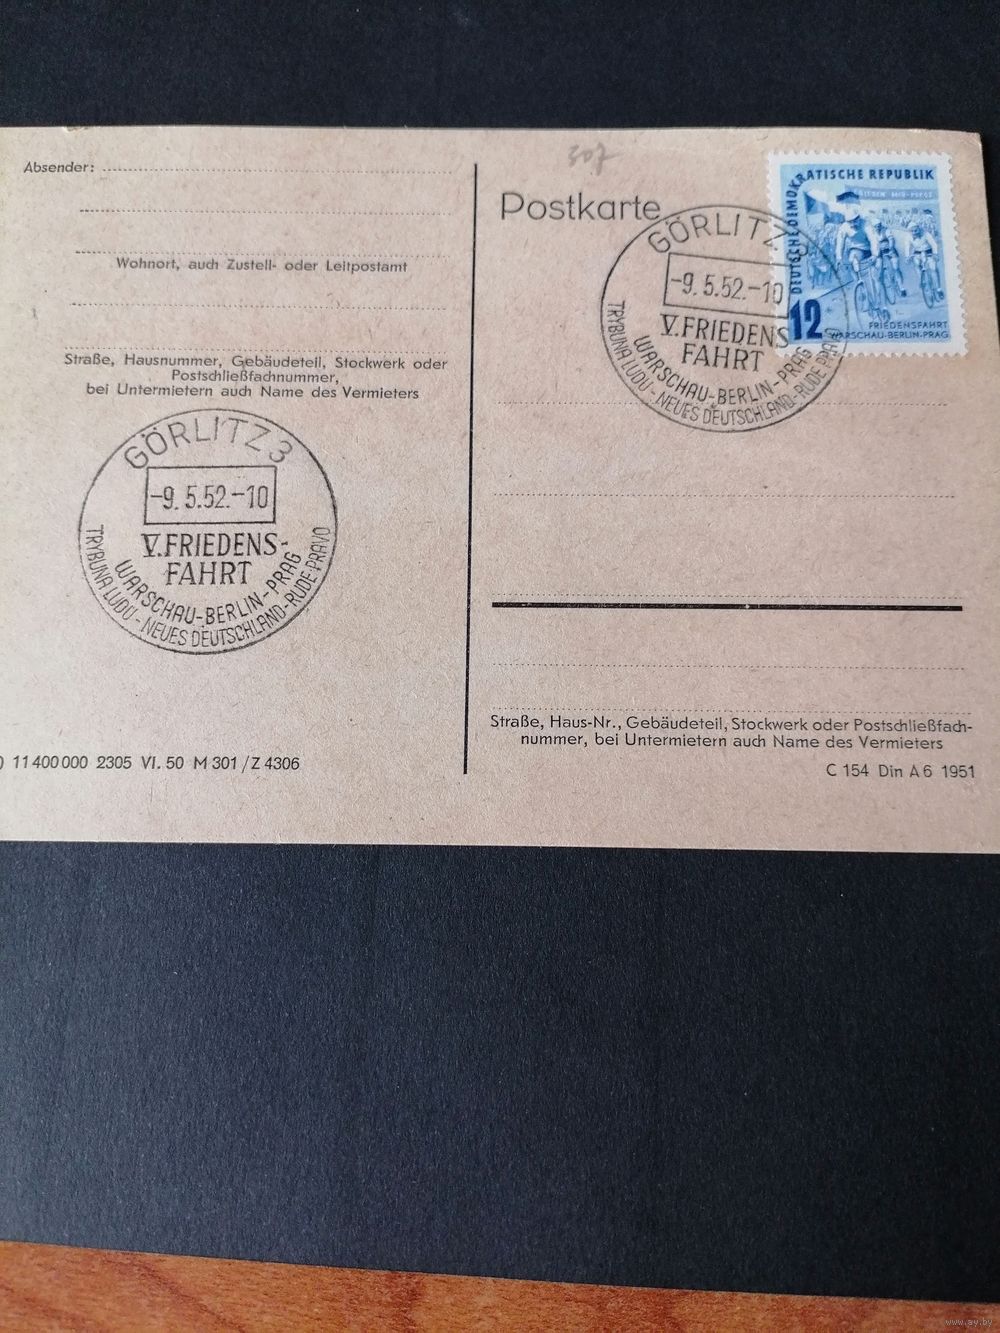 Absender:
Wohnort, auch Zustell- oder Leitpostamt
Straße, Hausnummer, Gebäudeteil, Stockwerk oder
Postschließfachnummer,
bei Untermietern auch Name des Vermieters
GÖRLITZ 3
-9.5.52.-10
V. FRIEDENS-
FAHRT
WARSCHAU-BERLIN-PRAG
TRYBUNA LUDU - NEUES DEUTSCHLAND - RUDE PRAVO
11 400 000 2305 VI. 50 M 301 / Z 4306
307
Postkarte
GÖRLITZ 3
-9.5.52.-10
V. FRIEDENS
FAHRT
WARSCHAU-BERLIN-PRAG
TRYBUNA LUDU - NEUES DEUTSCHLAND - RUDE PRAVO
DEUTSCHE DEMOKRATISCHE REPUBLIK
12
FRIEDENSFAHRT
WARSCHAU-BERLIN-PRAG
Straße, Haus-Nr., Gebäudeteil, Stockwerk oder Postschließfach-
nummer, bei Untermietern auch Name des Vermieters
C 154 Din A 6 1951
www.ay.by